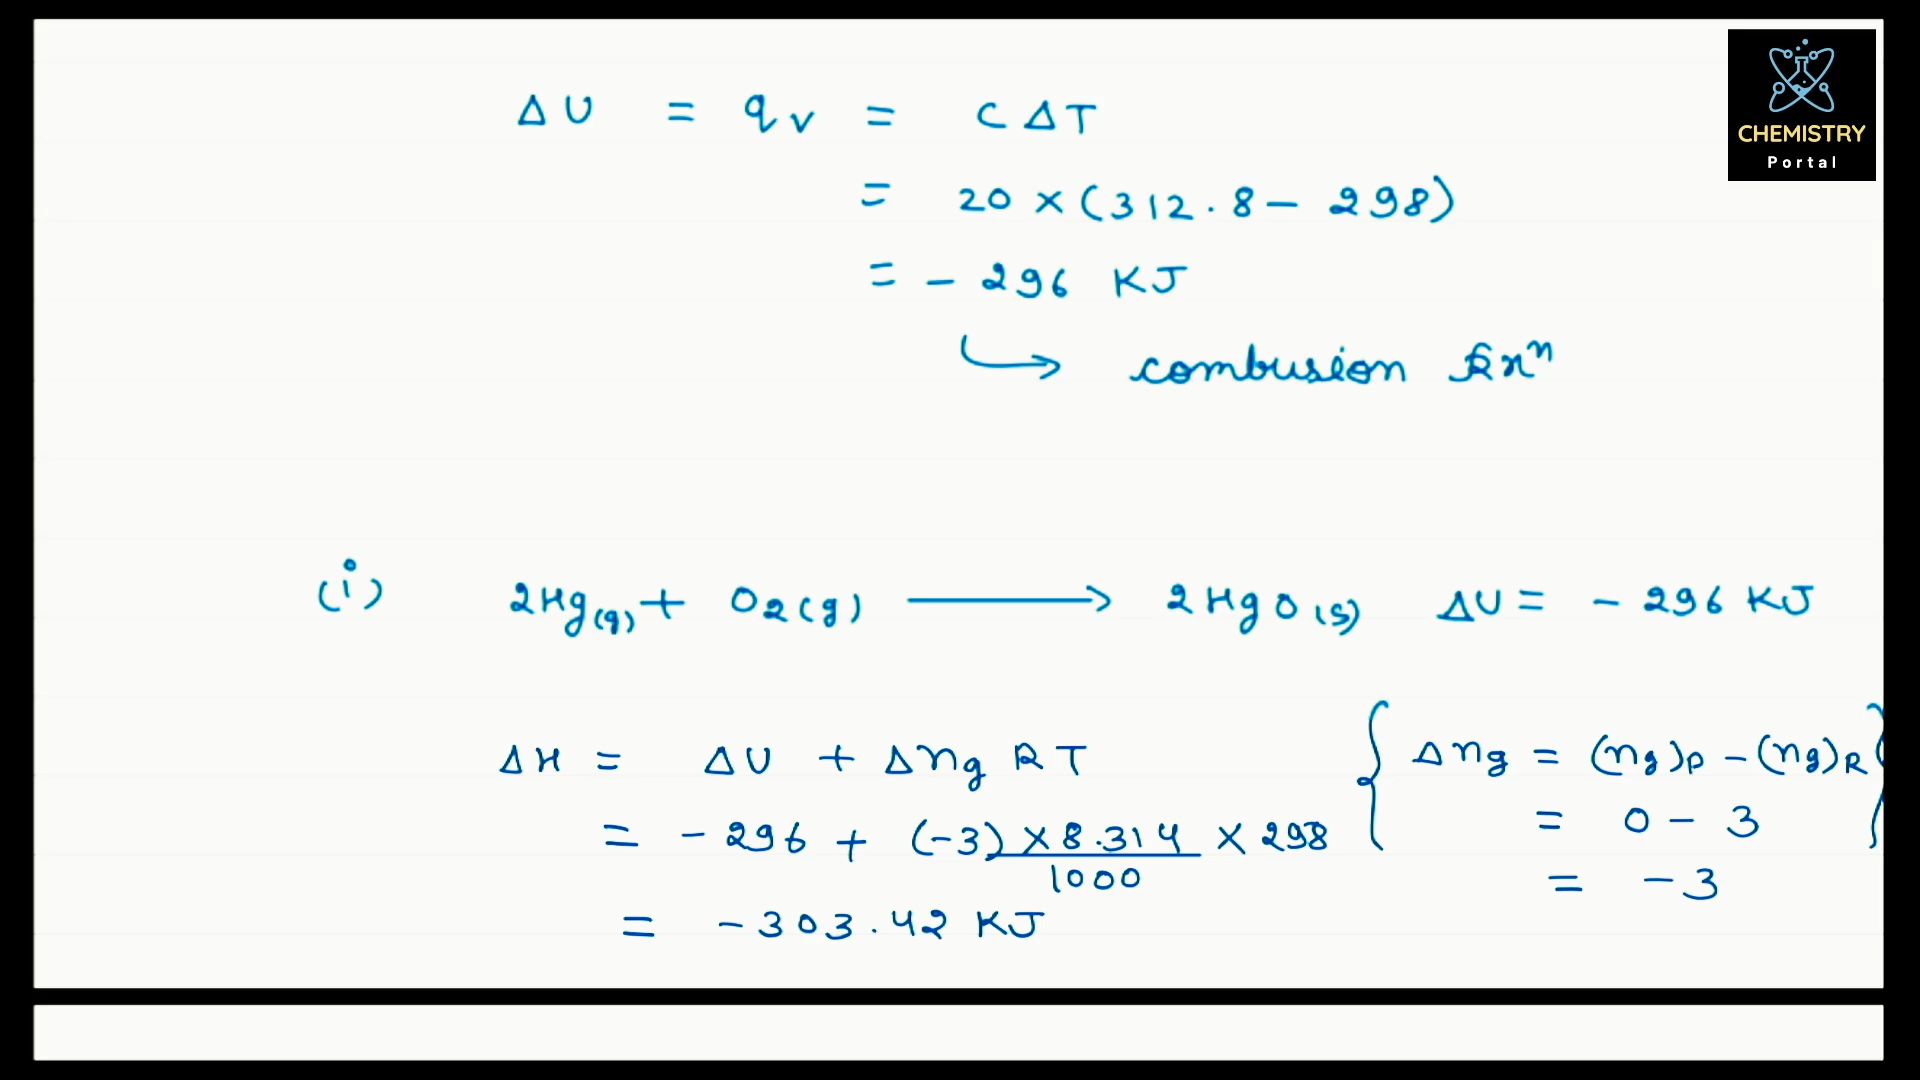 CHEMISTRY
Portal
ΔU = qv = CΔT
= 20 × (312.8 - 298)
= - 296 KJ
↳ combusion Rxⁿ
(i) 2Hg(g) + O2(g) ⟶ 2HgO(s) ΔU = - 296 KJ
ΔH = ΔU + Δng RT { Δng = (ng)P - (ng)R }
= - 296 + (-3) × 8.314 × 298 = 0 - 3
1000
= - 3
= - 303.42 KJ